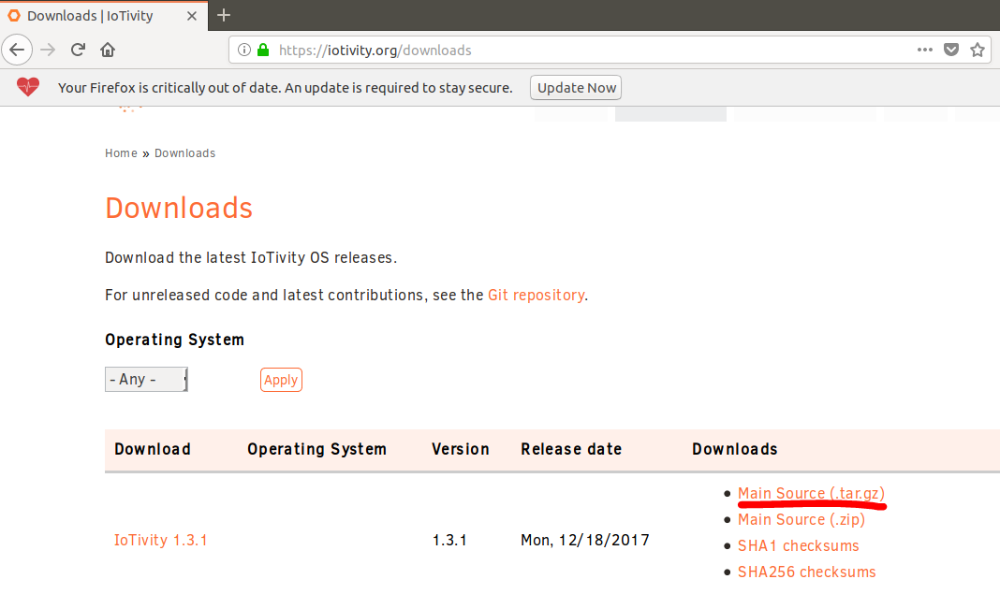 Downloads | IoTivity
https://iotivity.org/downloads
Your Firefox is critically out of date. An update is required to stay secure. Update Now
Home » Downloads
Downloads
Download the latest IoTivity OS releases.
For unreleased code and latest contributions, see the Git repository.
Operating System
- Any - Apply
Download Operating System Version Release date Downloads
Main Source (.tar.gz)
Main Source (.zip)
IoTivity 1.3.1 1.3.1 Mon, 12/18/2017
SHA1 checksums
SHA256 checksums